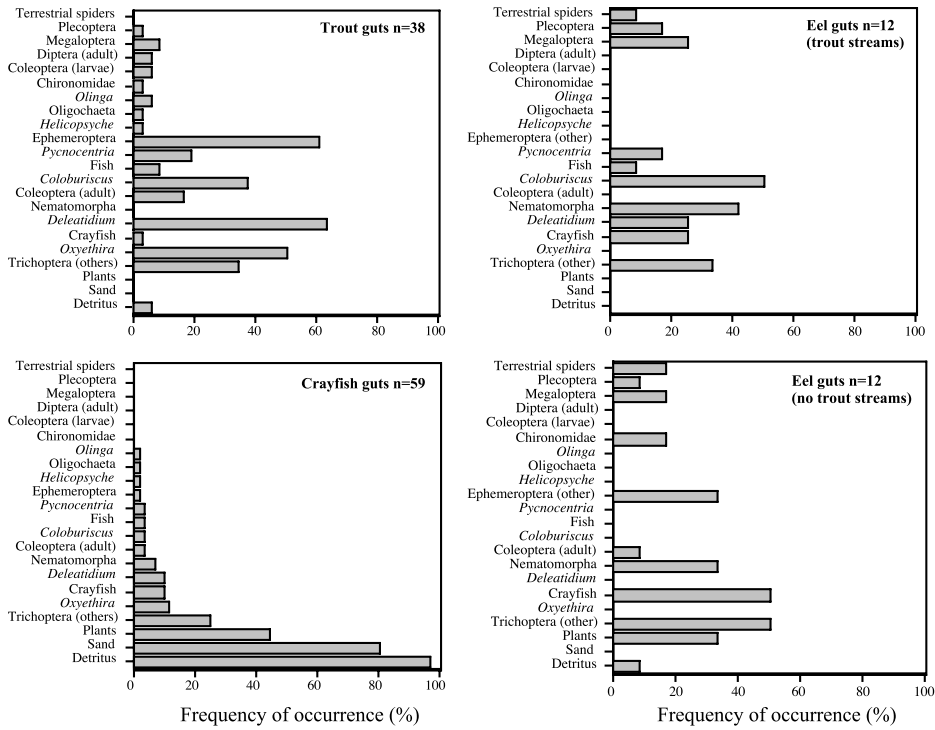 Trout guts n=38
Terrestrial spiders
Plecoptera
Megaloptera
Diptera (adult)
Coleoptera (larvae)
Chironomidae
Olinga
Oligochaeta
Helicopsyche
Ephemeroptera
Pycnocentria
Fish
Coloburiscus
Coleoptera (adult)
Nematomorpha
Deleatidium
Crayfish
Oxyethira
Trichoptera (others)
Plants
Sand
Detritus
0 20 40 60 80 100
Eel guts n=12
(trout streams)
Terrestrial spiders
Plecoptera
Megaloptera
Diptera (adult)
Coleoptera (larvae)
Chironomidae
Olinga
Oligochaeta
Helicopsyche
Ephemeroptera (other)
Pycnocentria
Fish
Coloburiscus
Coleoptera (adult)
Nematomorpha
Deleatidium
Crayfish
Oxyethira
Trichoptera (other)
Plants
Sand
Detritus
0 20 40 60 80 100
Crayfish guts n=59
Terrestrial spiders
Plecoptera
Megaloptera
Diptera (adult)
Coleoptera (larvae)
Chironomidae
Olinga
Oligochaeta
Helicopsyche
Ephemeroptera
Pycnocentria
Fish
Coloburiscus
Coleoptera (adult)
Nematomorpha
Deleatidium
Crayfish
Oxyethira
Trichoptera (others)
Plants
Sand
Detritus
0 20 40 60 80 100
Frequency of occurrence (%)
Eel guts n=12
(no trout streams)
Terrestrial spiders
Plecoptera
Megaloptera
Diptera (adult)
Coleoptera (larvae)
Chironomidae
Olinga
Oligochaeta
Helicopsyche
Ephemeroptera (other)
Pycnocentria
Fish
Coloburiscus
Coleoptera (adult)
Nematomorpha
Deleatidium
Crayfish
Oxyethira
Trichoptera (other)
Plants
Sand
Detritus
0 20 40 60 80 100
Frequency of occurrence (%)